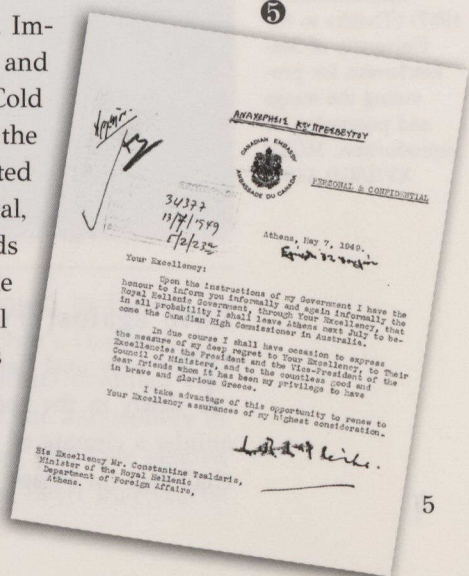 ❺
Im-
and
Cold
the
ted
al,
ds
e
l
s
ΑΝΑΧΩΡΗΣΙΣ ΚΟΥ ΠΡΕΣΒΕΥΤΟΥ
CANADIAN EMBASSY
AMBASSADE DU CANADA
PERSONAL & CONFIDENTIAL
34377
13/7/1949
Athens, May 7, 1949.
Your Excellency:
Upon the instructions of my Government I have the
honour to inform you informally and again informally the
Royal Hellenic Government, through Your Excellency, that
in all probability I shall leave Athens next July to be-
come the Canadian High Commissioner in Australia.
In due course I shall have occasion to express
the measure of my deep regret to Your Excellency, to Their
Excellencies the President and the Vice-President of the
Council of Ministers, and to the countless good and
dear friends whom it has been my privilege to have
in brave and glorious Greece.
I take advantage of this opportunity to renew to
Your Excellency assurances of my highest consideration.
His Excellency Mr. Constantine Tsaldaris,
Minister of the Royal Hellenic
Department of Foreign Affairs,
Athens.
5